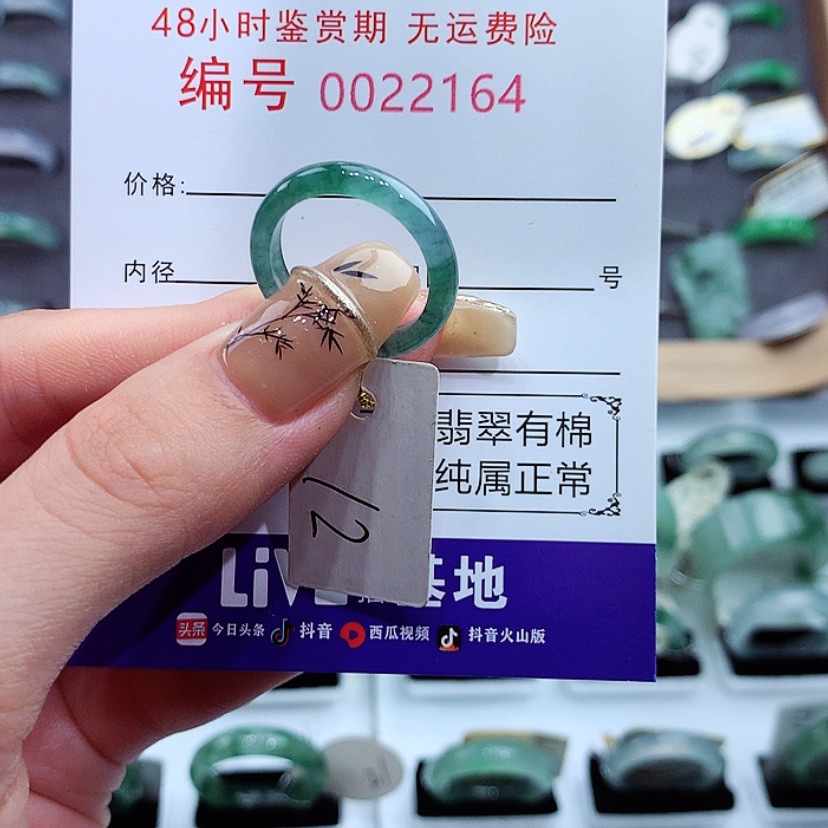 48小时鉴赏期 无运费险
编号 0022164
价格:
内径 号
翡翠有棉
纯属正常
12
LiVE 基地
头条 今日头条 抖音 西瓜视频 抖音火山版